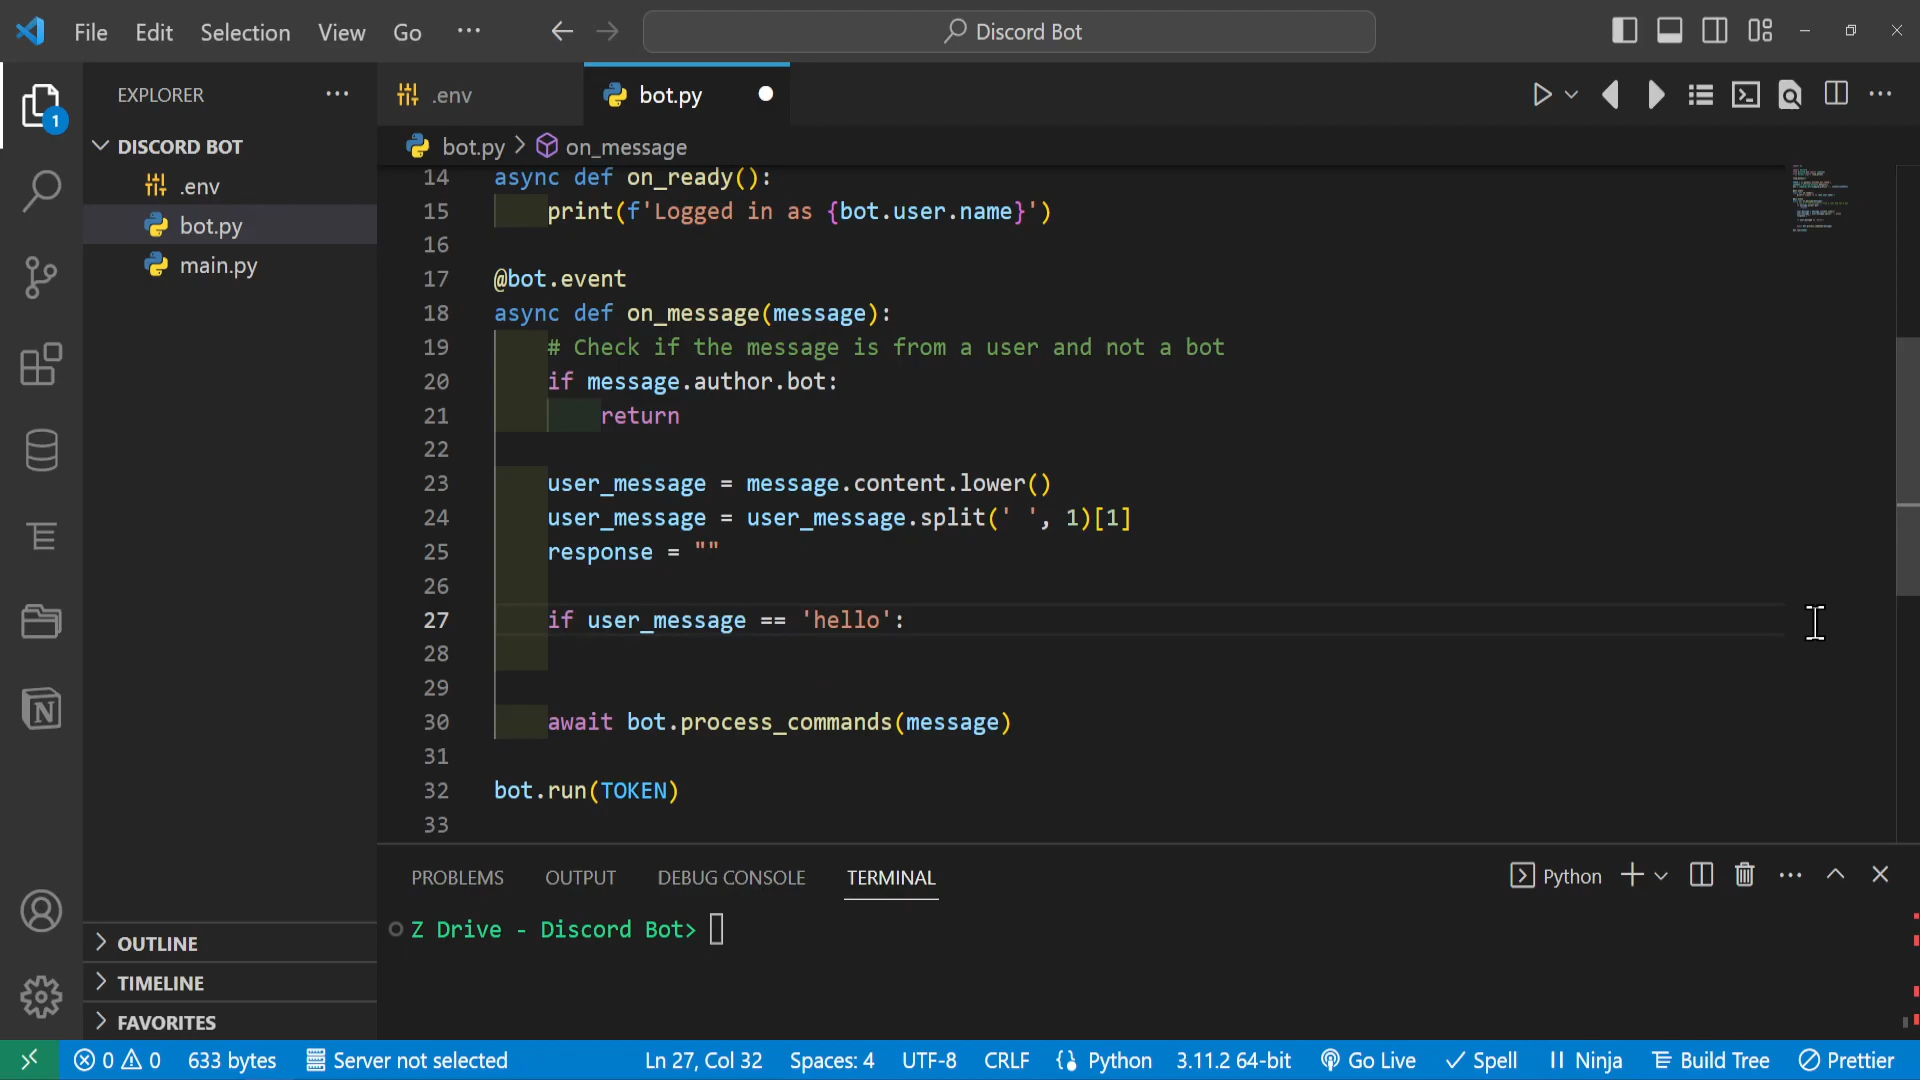 File Edit Selection View Go ··· Discord Bot
EXPLORER ···
.env bot.py
DISCORD BOT
bot.py > on_message
.env
bot.py
main.py
1
14 async def on_ready():
15 print(f'Logged in as {bot.user.name}')
16
17 @bot.event
18 async def on_message(message):
19 # Check if the message is from a user and not a bot
20 if message.author.bot:
21 return
22
23 user_message = message.content.lower()
24 user_message = user_message.split(' ', 1)[1]
25 response = ""
26
27 if user_message == 'hello':
28
29
30 await bot.process_commands(message)
31
32 bot.run(TOKEN)
33
PROBLEMS OUTPUT DEBUG CONSOLE TERMINAL Python
Z Drive - Discord Bot>
OUTLINE
TIMELINE
FAVORITES
0 0 633 bytes Server not selected Ln 27, Col 32 Spaces: 4 UTF-8 CRLF Python 3.11.2 64-bit Go Live Spell Ninja Build Tree Prettier